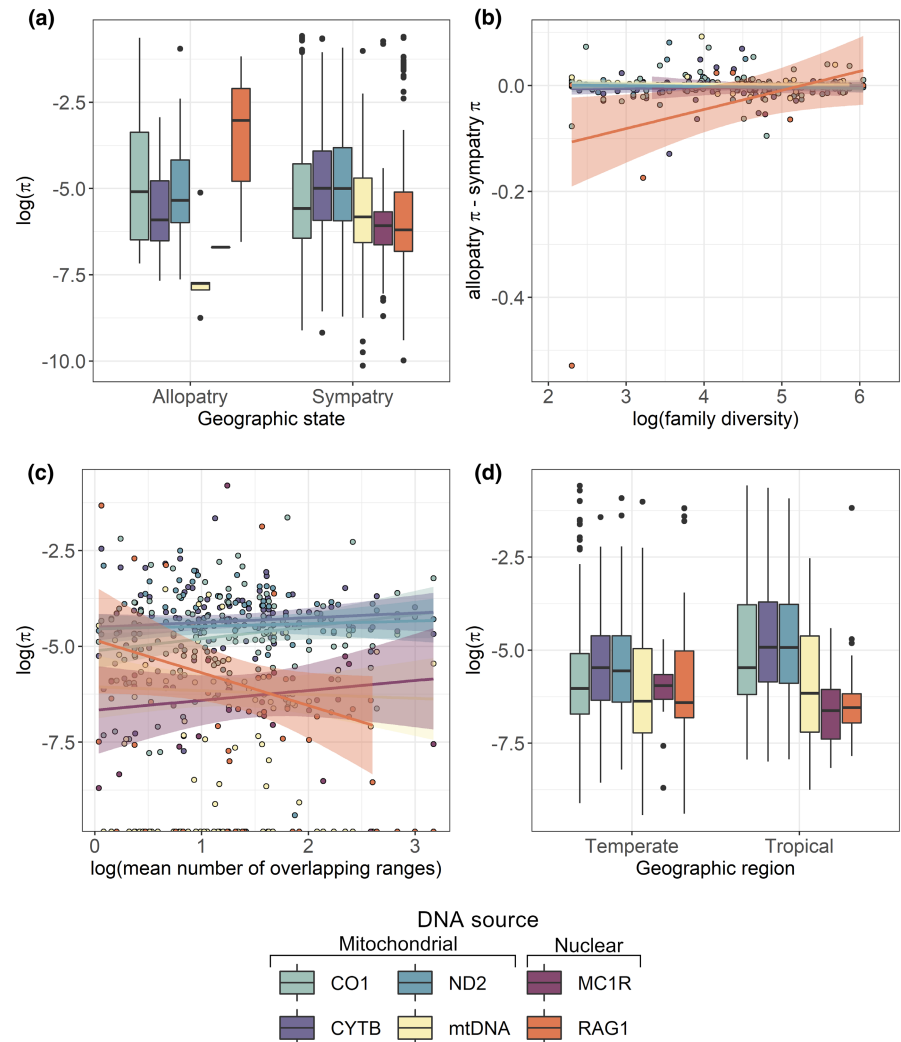 (a)
log(π)
-2.5
-5.0
-7.5
-10.0
Allopatry Sympatry
Geographic state
(b)
allopatry π - sympatry π
0.0
-0.2
-0.4
2 3 4 5 6
log(family diversity)
(c)
log(π)
-2.5
-5.0
-7.5
0 1 2 3
log(mean number of overlapping ranges)
(d)
log(π)
-2.5
-5.0
-7.5
Temperate Tropical
Geographic region
DNA source
Mitochondrial Nuclear
CO1 ND2 MC1R
CYTB mtDNA RAG1